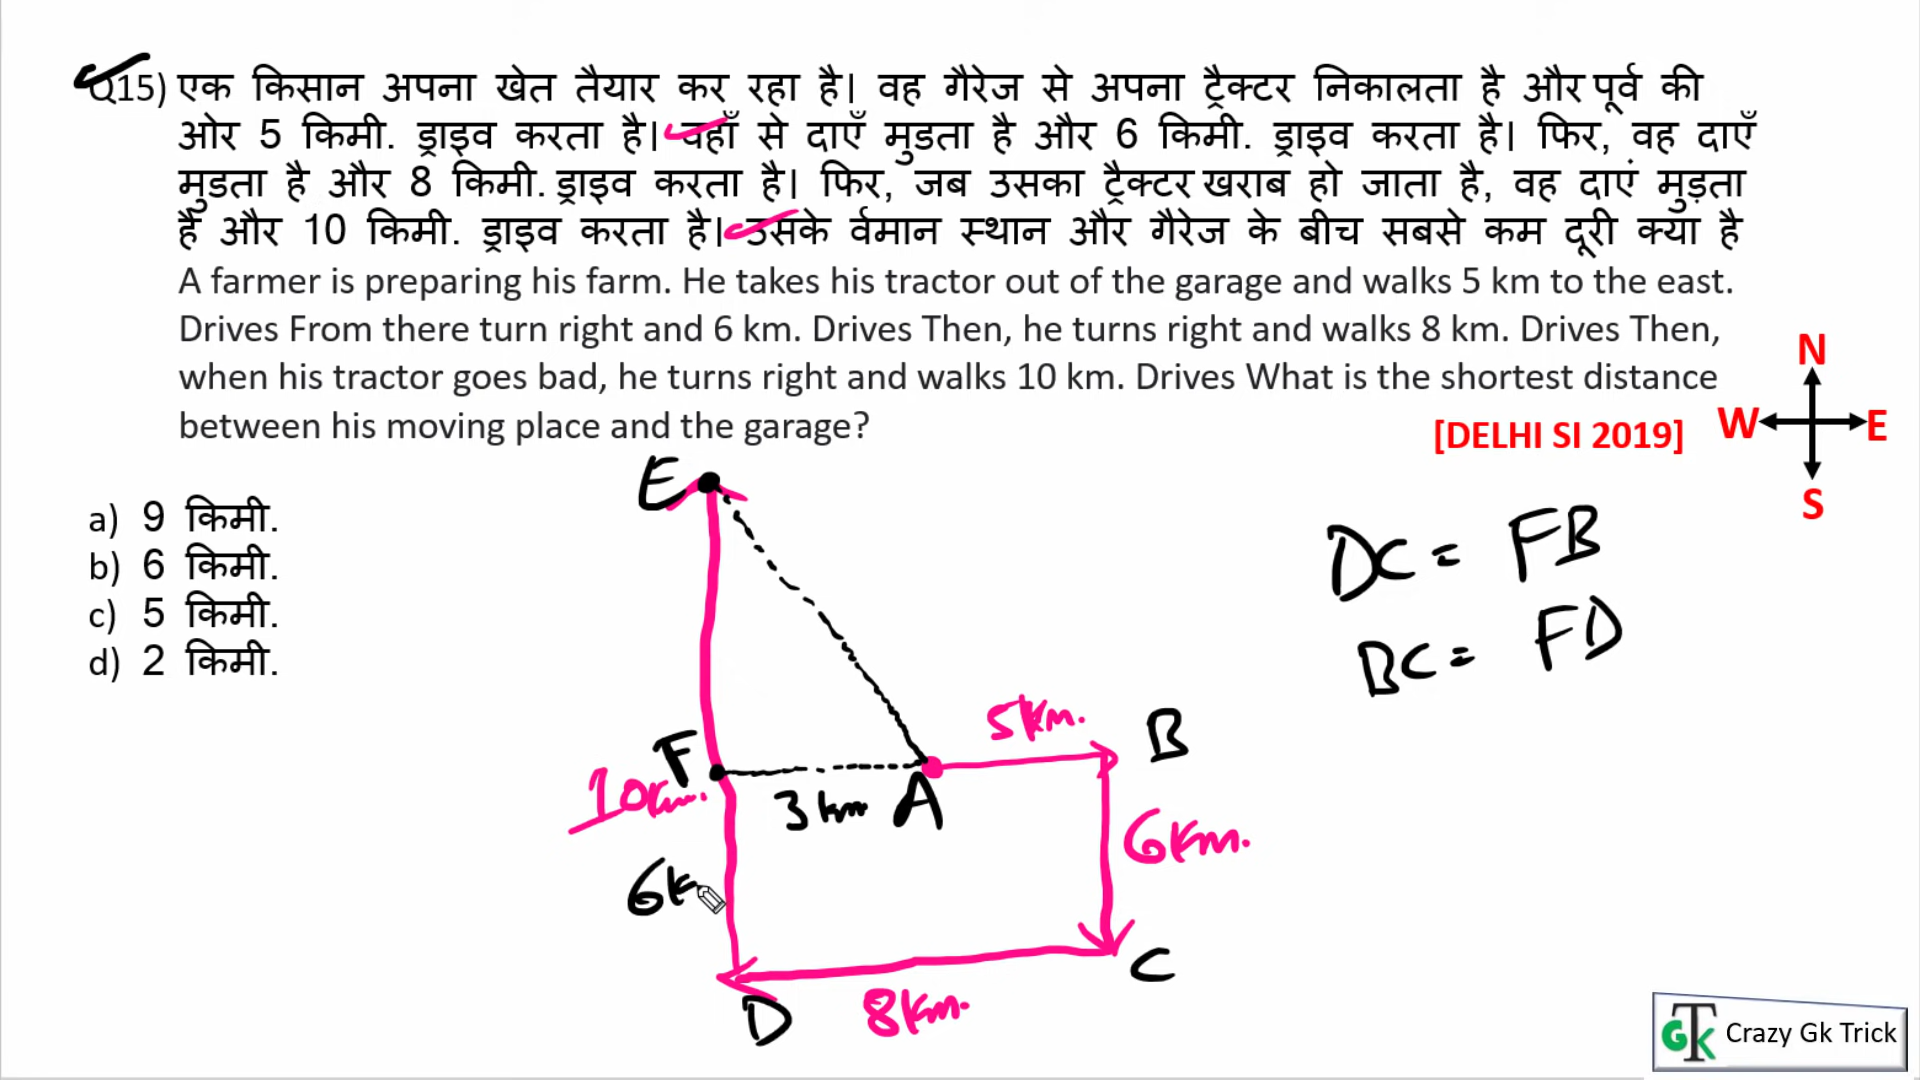 Q15) एक किसान अपना खेत तैयार कर रहा है। वह गैरेज से अपना ट्रैक्टर निकालता है और पूर्व की
ओर 5 किमी. ड्राइव करता है। वहाँ से दाएँ मुडता है और 6 किमी. ड्राइव करता है। फिर, वह दाएँ
मुडता है और 8 किमी. ड्राइव करता है। फिर, जब उसका ट्रैक्टर खराब हो जाता है, वह दाएं मुड़ता
है और 10 किमी. ड्राइव करता है। उसके र्वमान स्थान और गैरेज के बीच सबसे कम दूरी क्या है
A farmer is preparing his farm. He takes his tractor out of the garage and walks 5 km to the east.
Drives From there turn right and 6 km. Drives Then, he turns right and walks 8 km. Drives Then,
when his tractor goes bad, he turns right and walks 10 km. Drives What is the shortest distance
between his moving place and the garage?
[DELHI SI 2019]
N
W E
S
a) 9 किमी.
b) 6 किमी.
c) 5 किमी.
d) 2 किमी.
E
DC = FB
BC = FD
5km.
B
F
10km.
3 km A
6km.
6k
C
D
8km.
GTK Crazy Gk Trick